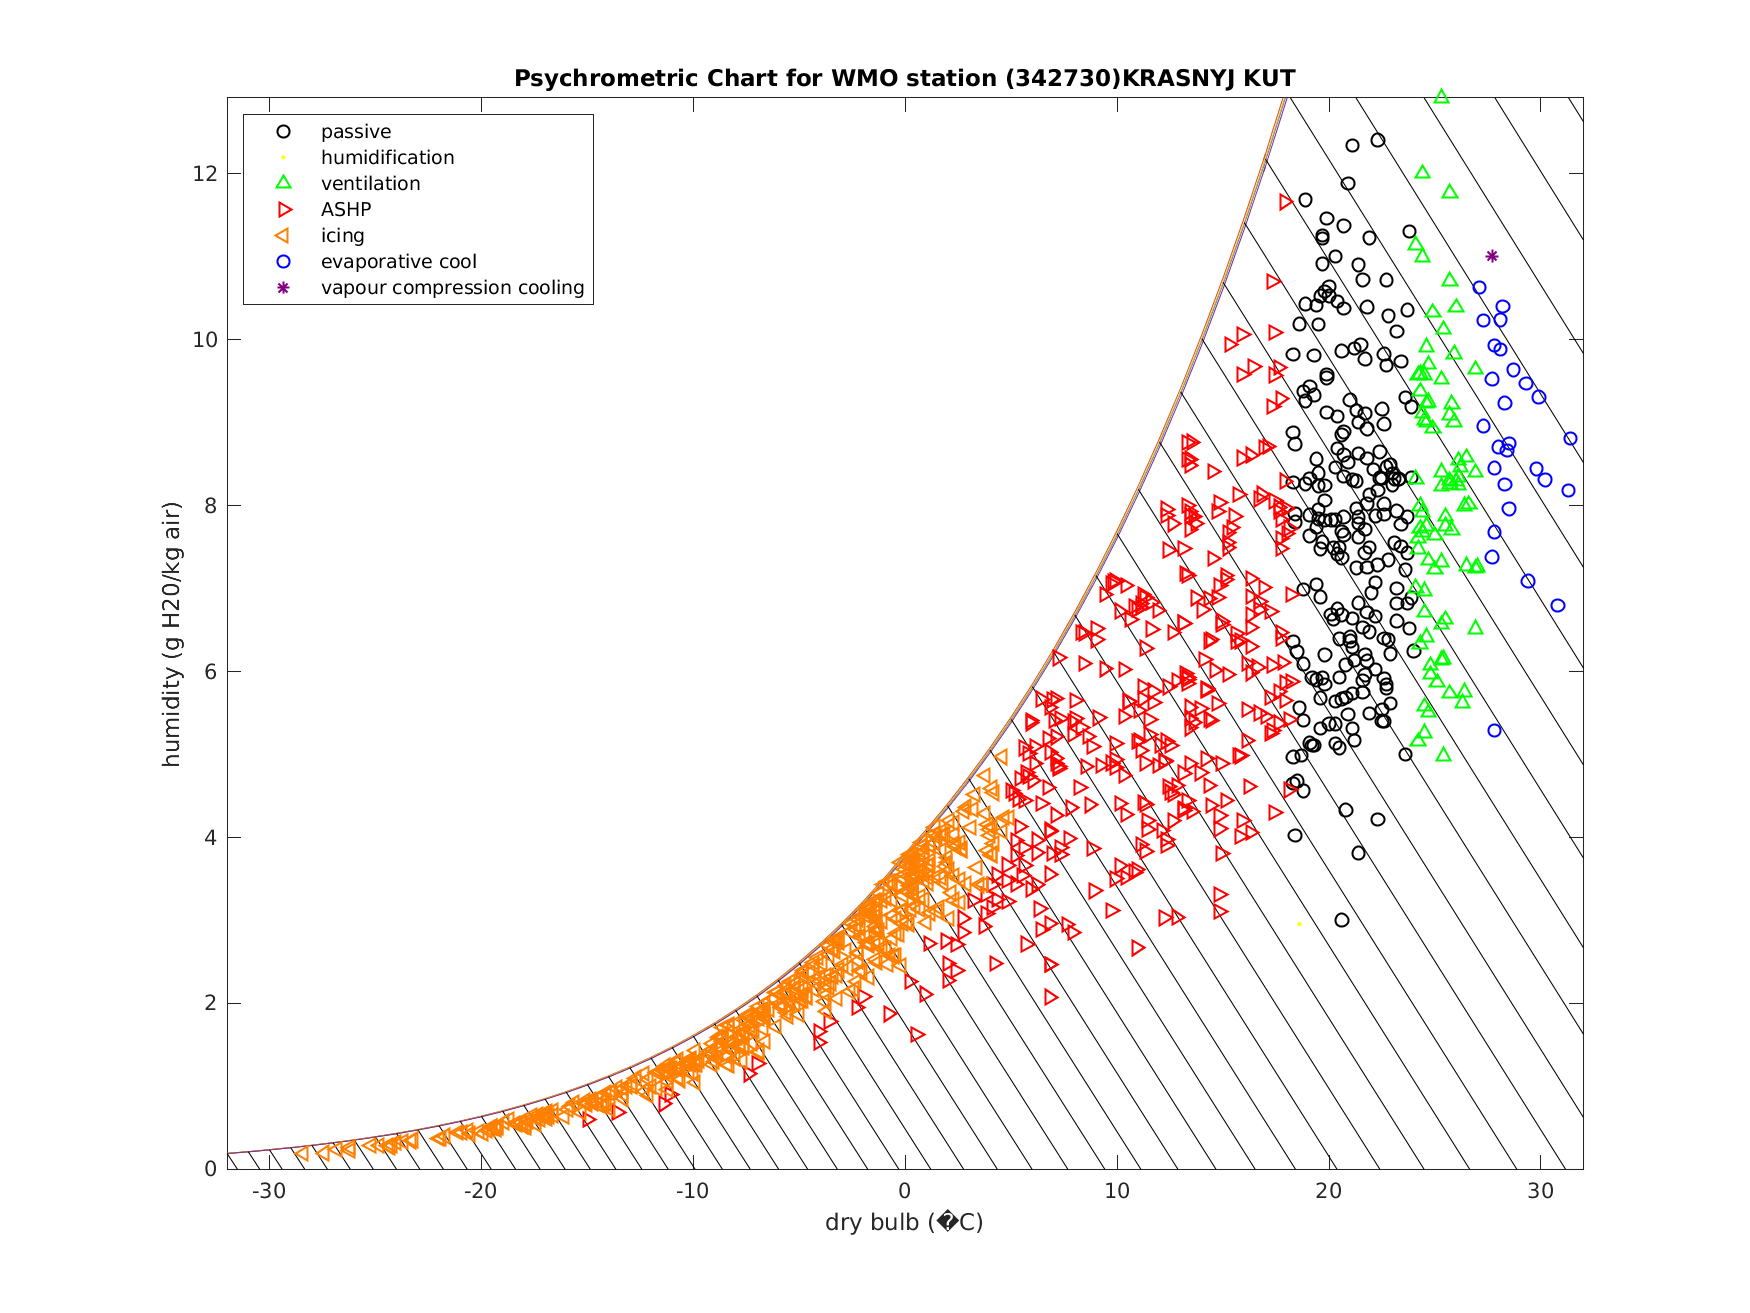 Psychrometric Chart for WMO station (342730)KRASNYJ KUT
passive
humidification
ventilation
ASHP
icing
evaporative cool
vapour compression cooling
12
10
8
6
4
2
0
humidity (g H20/kg air)
-30 -20 -10 0 10 20 30
dry bulb (�C)